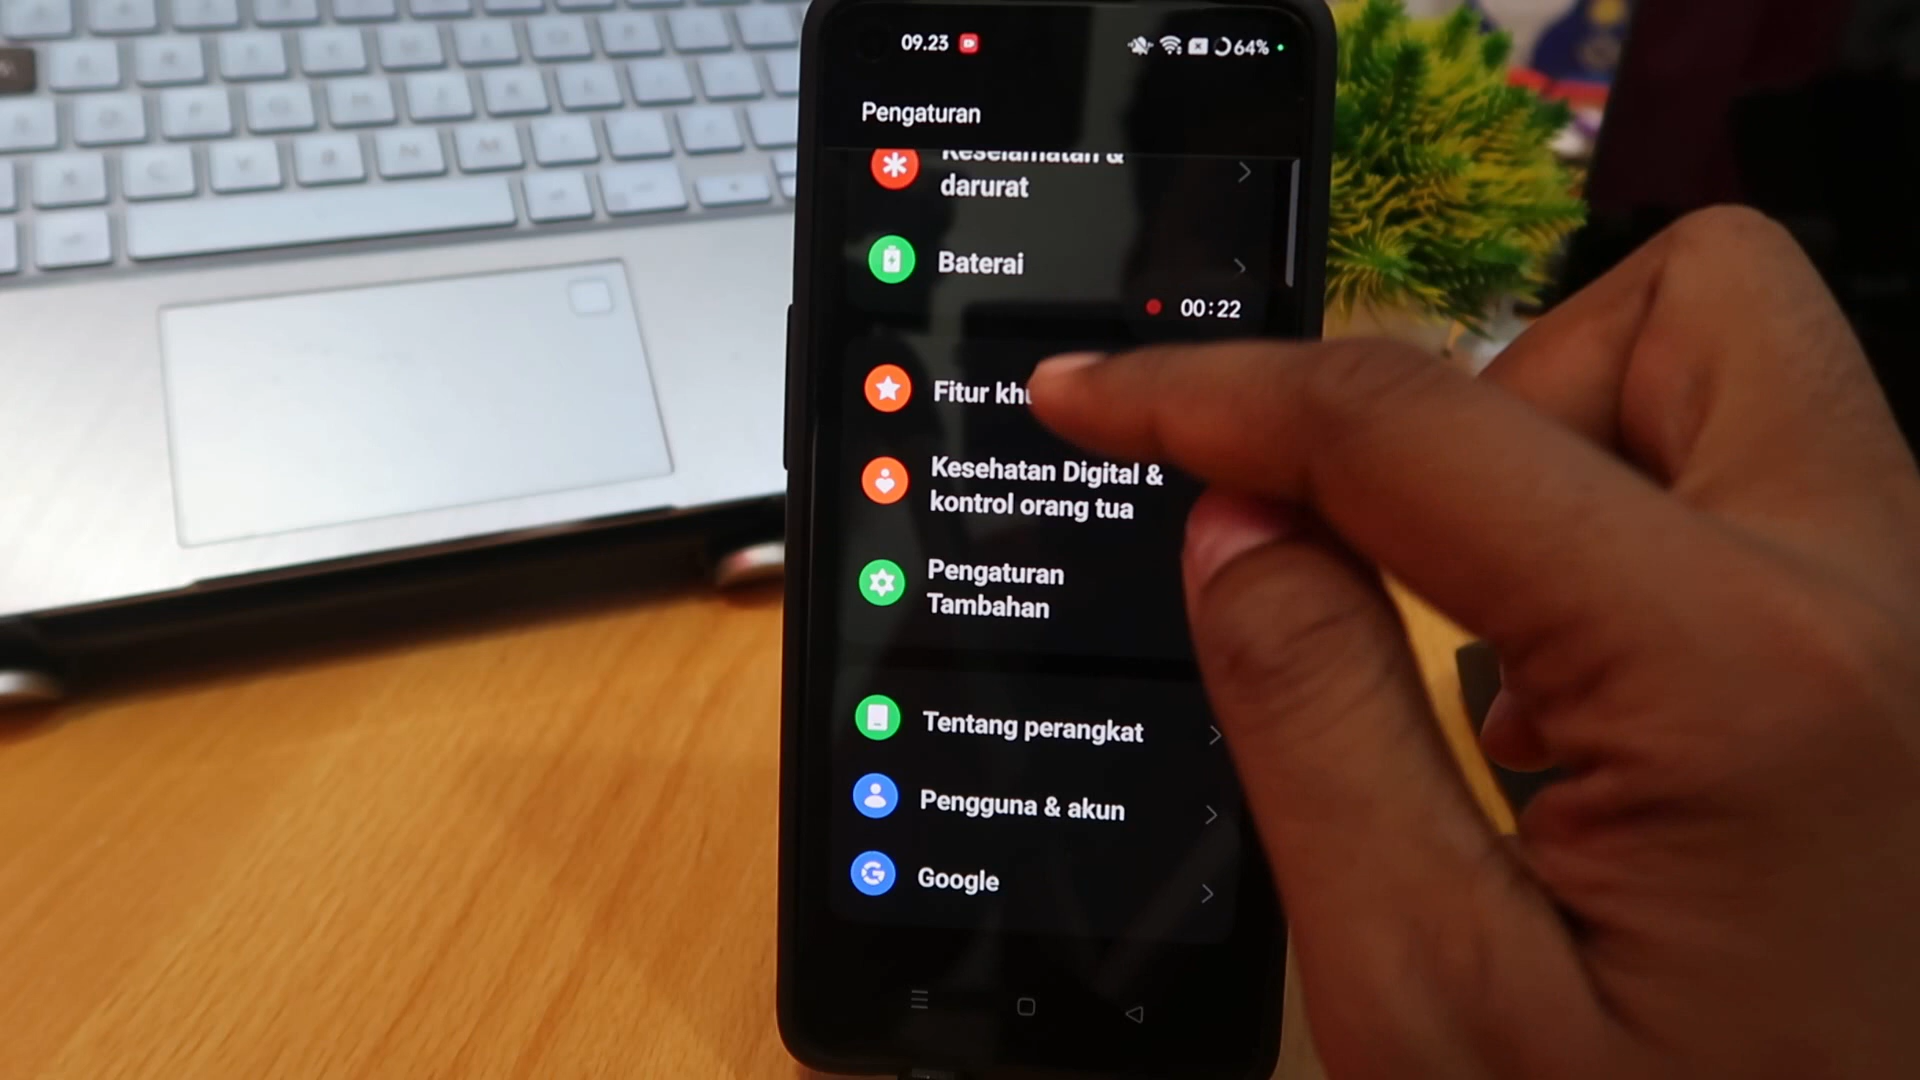 09.23
64%
Pengaturan
Keselamatan &
darurat
Baterai
00:22
Fitur
Kesehatan Digital &
kontrol orang tua
Pengaturan
Tambahan
Tentang perangkat
Pengguna & akun
Google